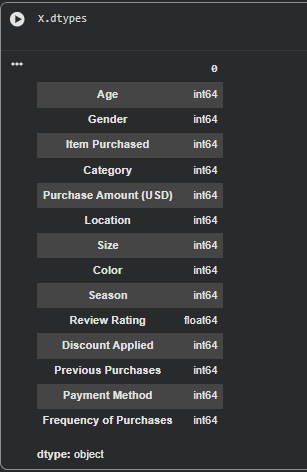 X.dtypes
0
Age int64
Gender int64
Item Purchased int64
Category int64
Purchase Amount (USD) int64
Location int64
Size int64
Color int64
Season int64
Review Rating float64
Discount Applied int64
Previous Purchases int64
Payment Method int64
Frequency of Purchases int64
dtype: object